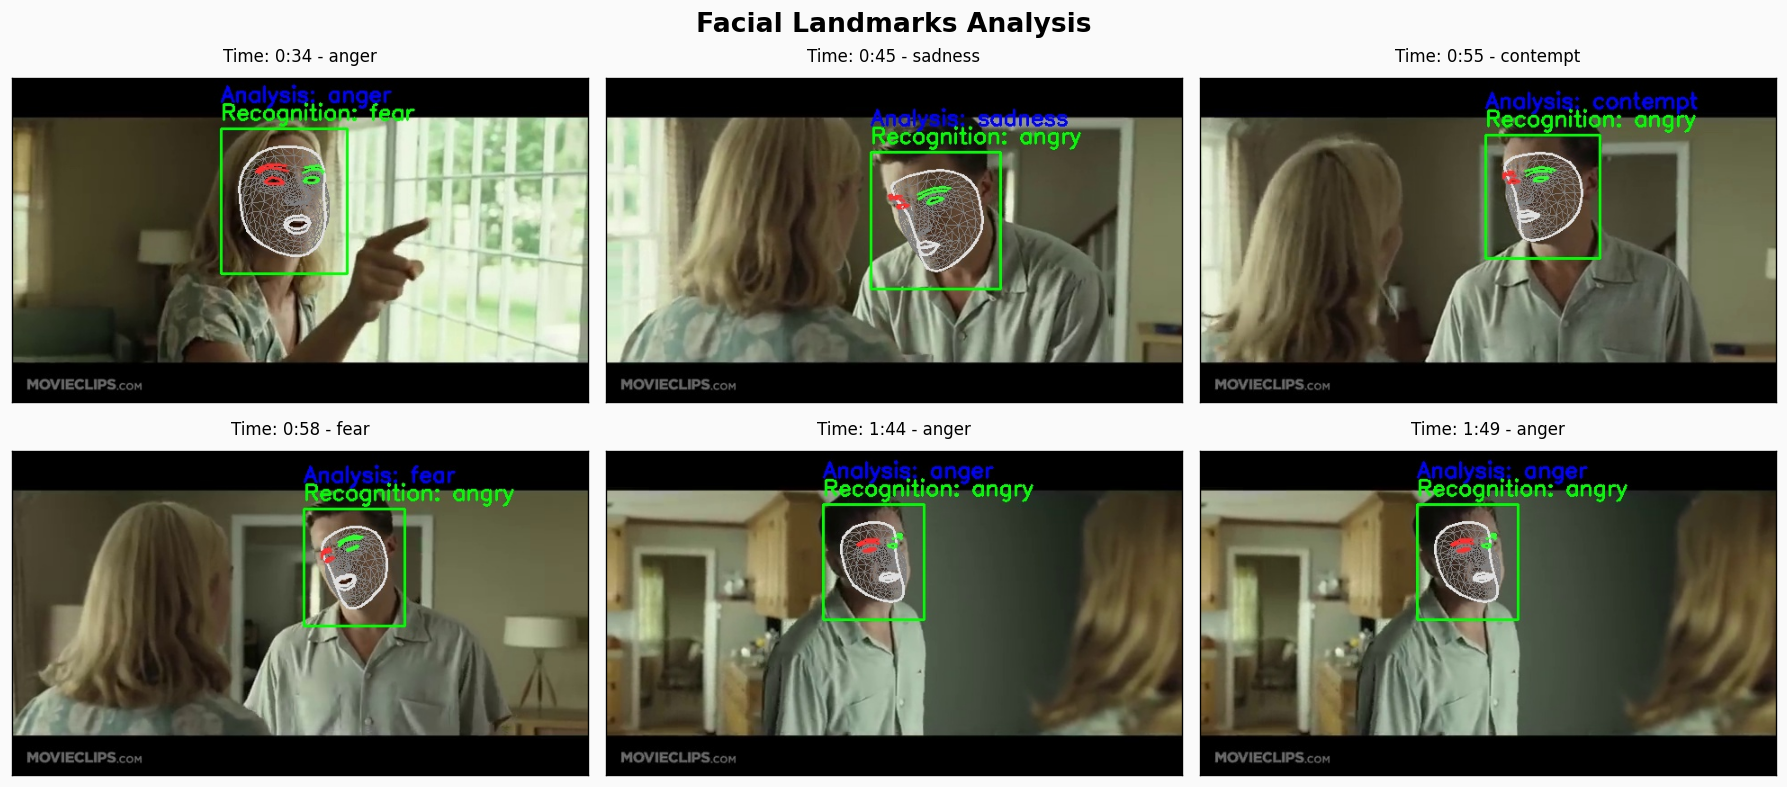 Facial Landmarks Analysis
Time: 0:34 - anger
Time: 0:45 - sadness
Time: 0:55 - contempt
Analysis: anger
Recognition: fear
MOVIECLIPS.COM
Analysis: sadness
Recognition: angry
MOVIECLIPS.COM
Analysis: contempt
Recognition: angry
MOVIECLIPS.COM
Time: 0:58 - fear
Time: 1:44 - anger
Time: 1:49 - anger
Analysis: fear
Recognition: angry
MOVIECLIPS.COM
Analysis: anger
Recognition: angry
MOVIECLIPS.COM
Analysis: anger
Recognition: angry
MOVIECLIPS.COM